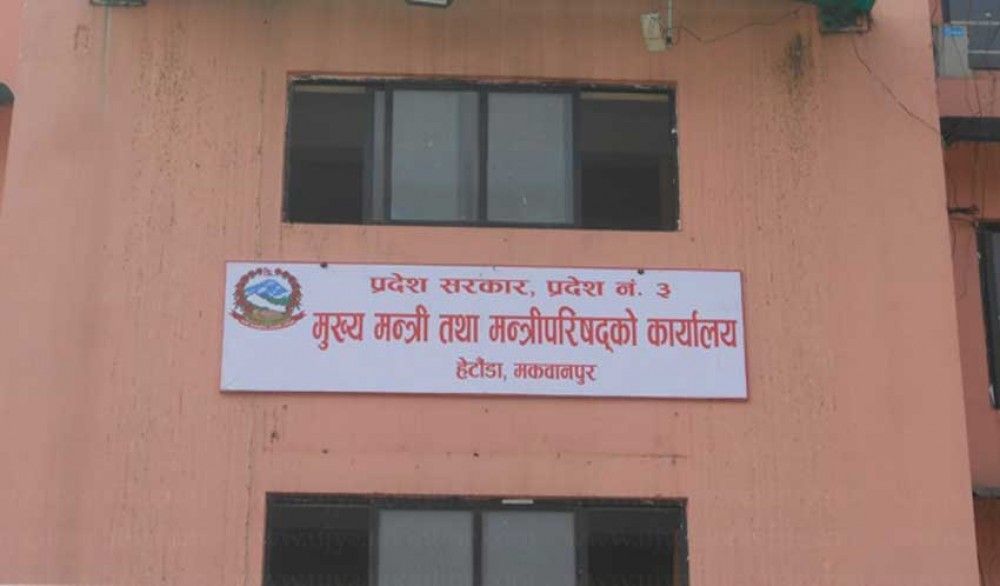 प्रदेश सरकार, प्रदेश नं. ३
मुख्य मन्त्री तथा मन्त्रीपरिषद्को कार्यालय
हेटौंडा, मकवानपुर